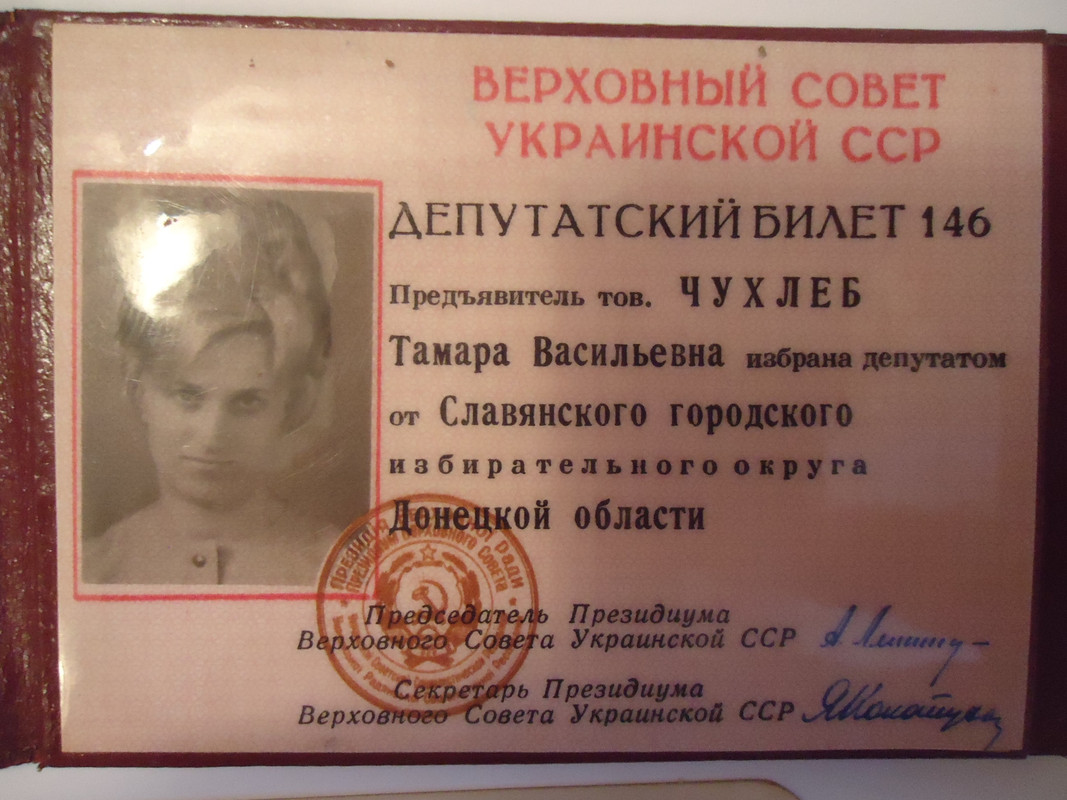 ВЕРХОВНЫЙ СОВЕТ
УКРАИНСКОЙ ССР
ДЕПУТАТСКИЙ БИЛЕТ 146
Предъявитель тов. ЧУХЛЕБ
Тамара Васильевна избрана депутатом
от Славянского городского
избирательного округа
Донецкой области
Председатель Президиума
Верховного Совета Украинской ССР
Секретарь Президиума
Верховного Совета Украинской ССР